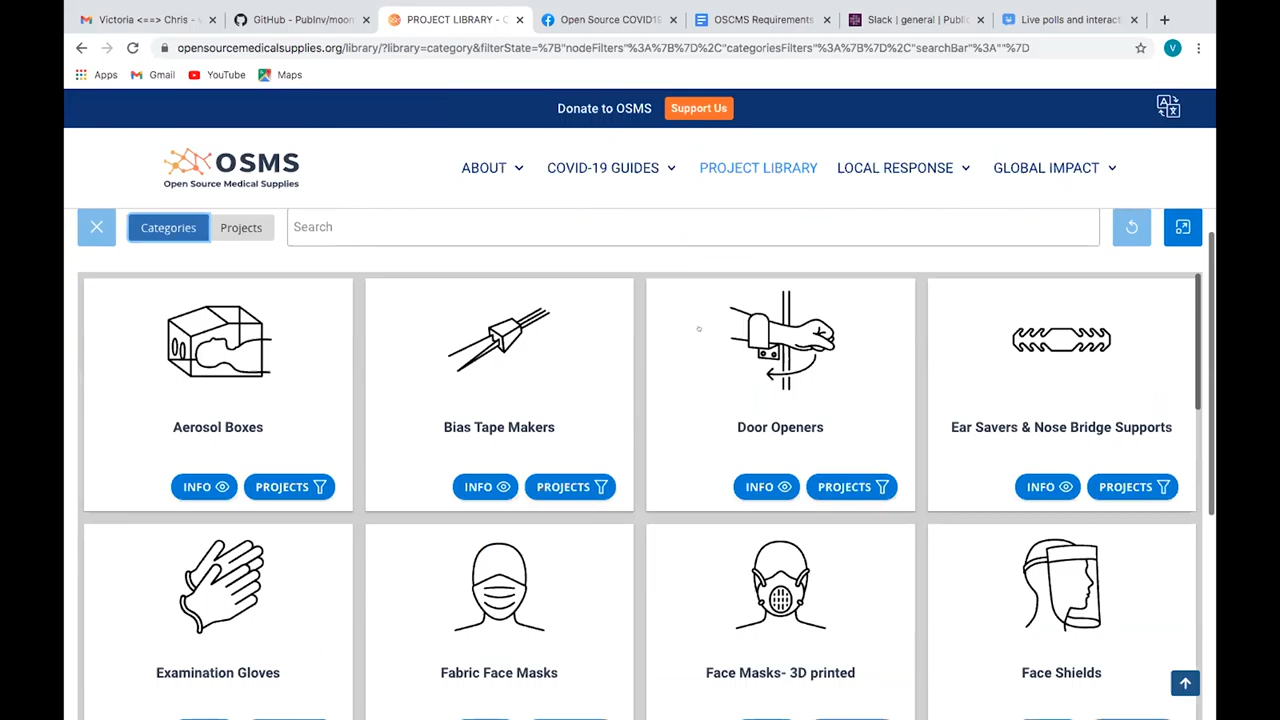 Victoria <==> Chris -
GitHub - PubInv/moon
PROJECT LIBRARY - C
Open Source COVID19
OSCMS Requirements
Slack | general | Public
Live polls and interact
opensourcemedicalsupplies.org/library/?library=category&filterState=%7B"nodeFilters"%3A%7B%7D%2C"categoriesFilters"%3A%7B%7D%2C"searchBar"%3A""%7D
V
Apps
Gmail
YouTube
Maps
Donate to OSMS
Support Us
OSMS
Open Source Medical Supplies
ABOUT
COVID-19 GUIDES
PROJECT LIBRARY
LOCAL RESPONSE
GLOBAL IMPACT
Categories
Projects
Search
Aerosol Boxes
Bias Tape Makers
Door Openers
Ear Savers & Nose Bridge Supports
INFO
PROJECTS
INFO
PROJECTS
INFO
PROJECTS
INFO
PROJECTS
Examination Gloves
Fabric Face Masks
Face Masks- 3D printed
Face Shields